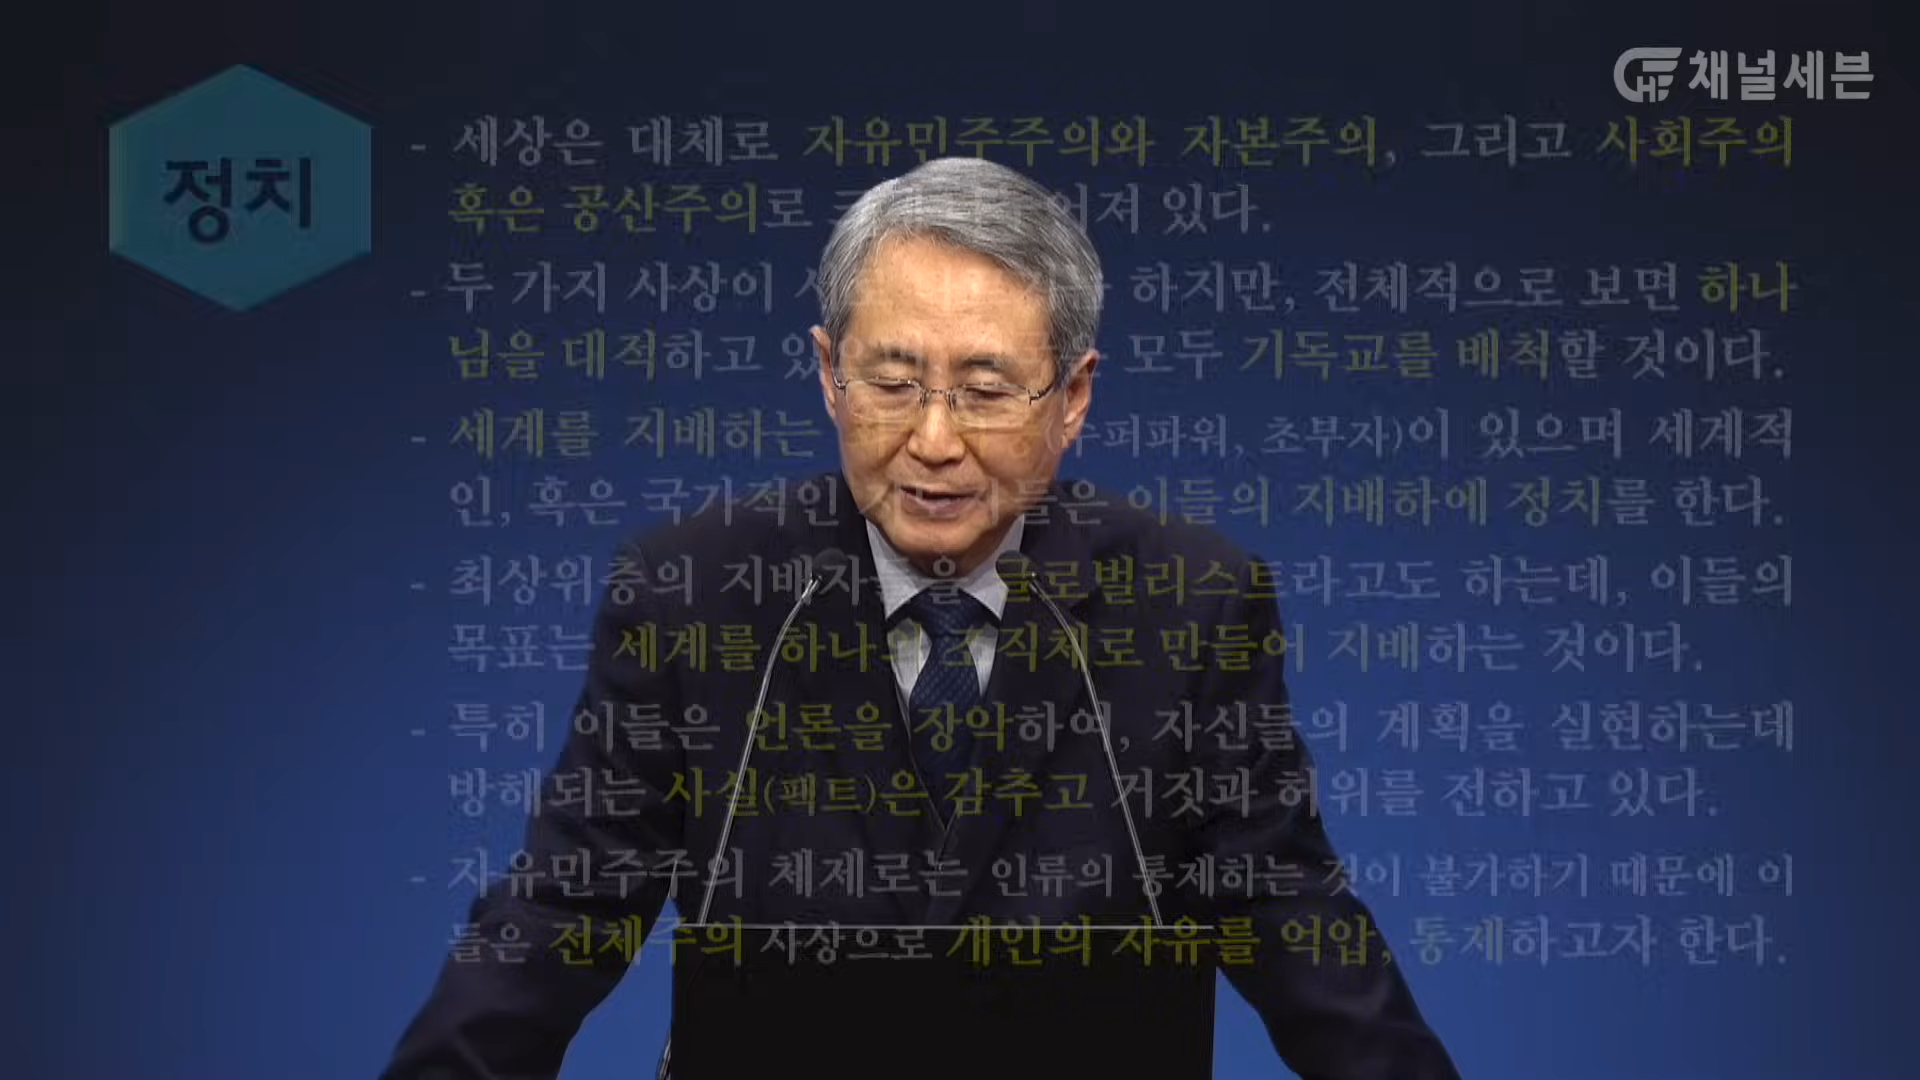 채널세븐
정치
- 세상은 대체로 자유민주주의와 자본주의, 그리고 사회주의
혹은 공산주의로 져 있다.
- 두 가지 사상이 하지만, 전체적으로 보면 하나
님을 대적하고 모두 기독교를 배척할 것이다.
- 세계를 지배하는 (수퍼파워, 초부자)이 있으며 세계적
인, 혹은 국가적인 들은 이들의 지배하에 정치를 한다.
- 최상위층의 지배자들을 글로벌리스트라고도 하는데, 이들의
목표는 세계를 하나의 조직체로 만들어 지배하는 것이다.
- 특히 이들은 언론을 장악하여, 자신들의 계획을 실현하는데
방해되는 사실(팩트)은 감추고 거짓과 허위를 전하고 있다.
- 자유민주주의 체제로는 인류의 통제하는 것이 불가하기 때문에 이
들은 전체주의 사상으로 개인의 자유를 억압, 통제하고자 한다.